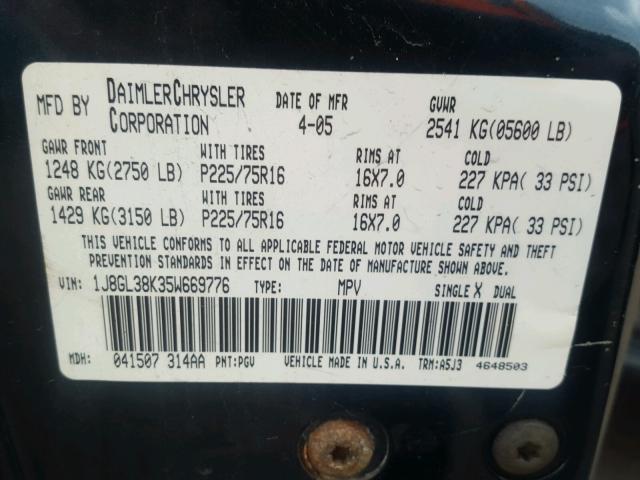 MFD BY DAIMLERCHRYSLER CORPORATION DATE OF MFR 4-05 GVWR 2541 KG(05600 LB)
GAWR FRONT WITH TIRES RIMS AT COLD
1248 KG(2750 LB) P225/75R16 16X7.0 227 KPA( 33 PSI)
GAWR REAR WITH TIRES RIMS AT COLD
1429 KG(3150 LB) P225/75R16 16X7.0 227 KPA( 33 PSI)
THIS VEHICLE CONFORMS TO ALL APPLICABLE FEDERAL MOTOR VEHICLE SAFETY AND THEFT
PREVENTION STANDARDS IN EFFECT ON THE DATE OF MANUFACTURE SHOWN ABOVE.
VIN: 1J8GL38K35W669776 TYPE: MPV SINGLE X DUAL
MDH: 041507 314AA PNT:PGV VEHICLE MADE IN U.S.A. TRM:A5J3 4648503